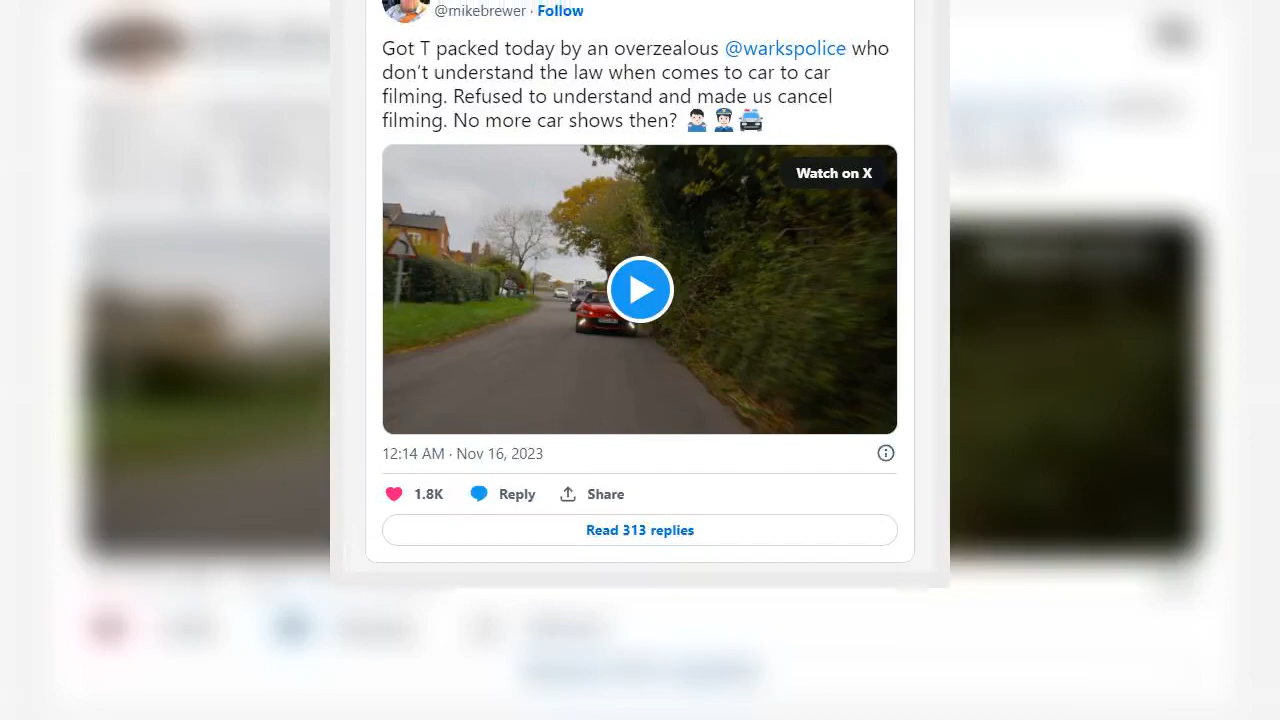 @mikebrewer · Follow
Got T packed today by an overzealous @warkspolice who
don’t understand the law when comes to car to car
filming. Refused to understand and made us cancel
filming. No more car shows then? 🤷🏻‍♂️👮🏻🚔
Watch on X
12:14 AM · Nov 16, 2023
1.8K Reply Share
Read 313 replies